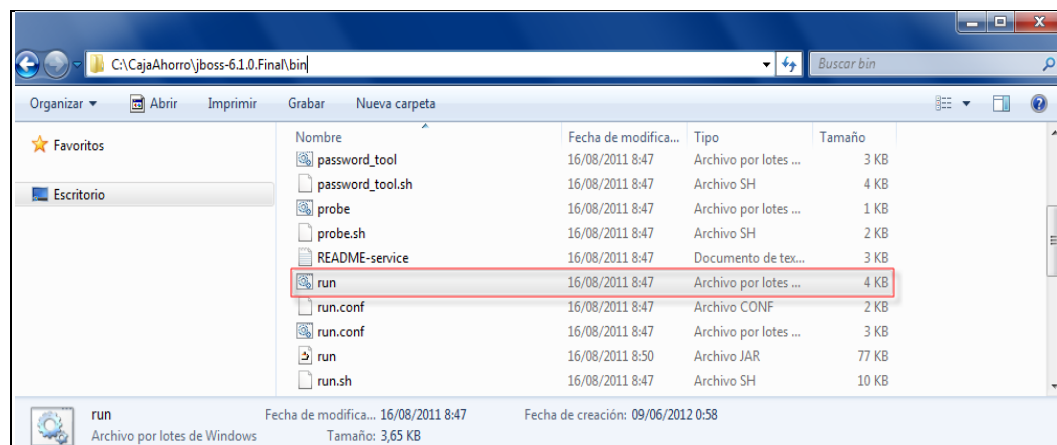 C:\CajaAhorro\jboss-6.1.0.Final\bin Buscar bin
Organizar Abrir Imprimir Grabar Nueva carpeta
Favoritos
Escritorio
Nombre Fecha de modifica... Tipo Tamaño
password_tool 16/08/2011 8:47 Archivo por lotes ... 3 KB
password_tool.sh 16/08/2011 8:47 Archivo SH 4 KB
probe 16/08/2011 8:47 Archivo por lotes ... 1 KB
probe.sh 16/08/2011 8:47 Archivo SH 2 KB
README-service 16/08/2011 8:47 Documento de tex... 3 KB
run 16/08/2011 8:47 Archivo por lotes ... 4 KB
run.conf 16/08/2011 8:47 Archivo CONF 2 KB
run.conf 16/08/2011 8:47 Archivo por lotes ... 3 KB
run 16/08/2011 8:50 Archivo JAR 77 KB
run.sh 16/08/2011 8:47 Archivo SH 10 KB
run Fecha de modifica... 16/08/2011 8:47 Fecha de creación: 09/06/2012 0:58
Archivo por lotes de Windows Tamaño: 3,65 KB